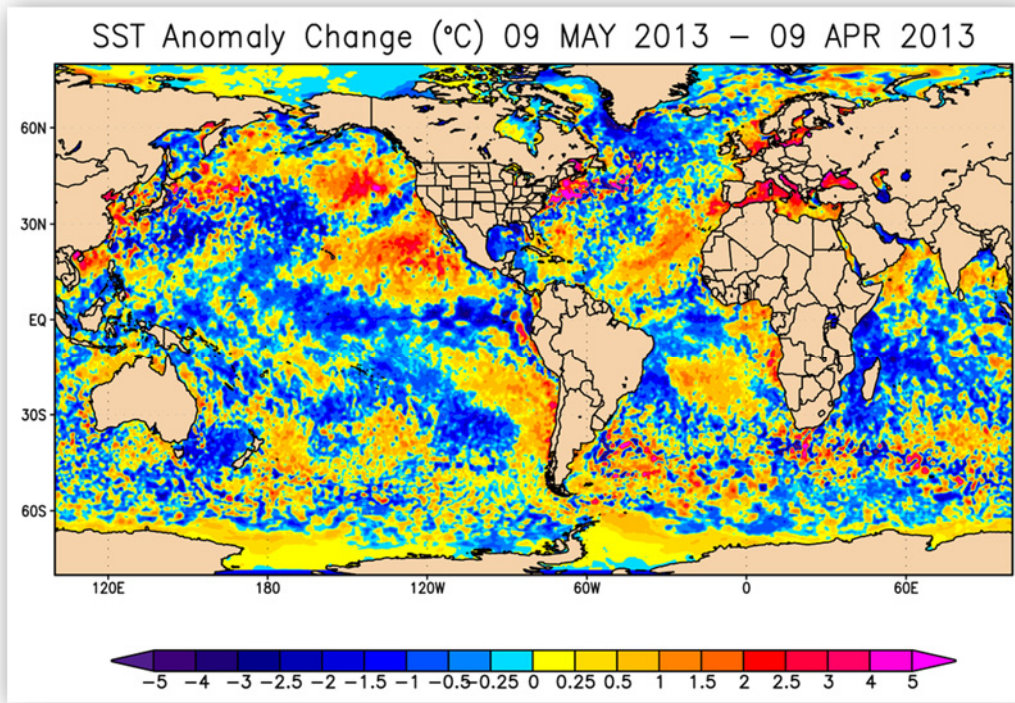 SST Anomaly Change (°C) 09 MAY 2013 – 09 APR 2013
60N
30N
EQ
30S
60S
120E 180 120W 60W 0 60E
-5 -4 -3 -2.5 -2 -1.5 -1 -0.5 -0.25 0 0.25 0.5 1 1.5 2 2.5 3 4 5